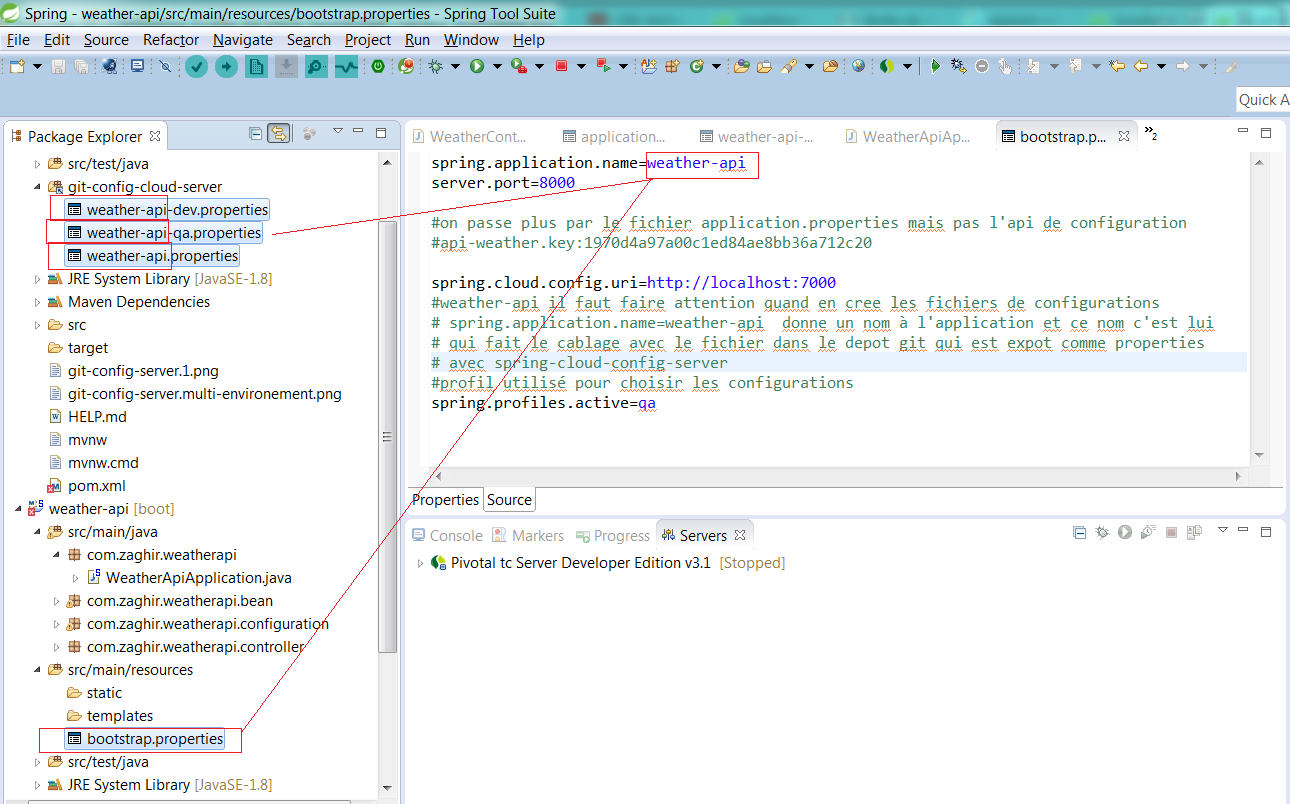 Spring - weather-api/src/main/resources/bootstrap.properties - Spring Tool Suite
File Edit Source Refactor Navigate Search Project Run Window Help
Quick A
Package Explorer
src/test/java
git-config-cloud-server
weather-api-dev.properties
weather-api-qa.properties
weather-api.properties
JRE System Library [JavaSE-1.8]
Maven Dependencies
src
target
git-config-server.1.png
git-config-server.multi-environement.png
HELP.md
mvnw
mvnw.cmd
pom.xml
weather-api [boot]
src/main/java
com.zaghir.weatherapi
WeatherApiApplication.java
com.zaghir.weatherapi.bean
com.zaghir.weatherapi.configuration
com.zaghir.weatherapi.controller
src/main/resources
static
templates
bootstrap.properties
src/test/java
JRE System Library [JavaSE-1.8]
WeatherCont... application... weather-api-... WeatherApiAp... bootstrap.p... »2
spring.application.name=weather-api
server.port=8000
#on passe plus par le fichier application.properties mais pas l'api de configuration
#api-weather.key:1970d4a97a00c1ed84ae8bb36a712c20
spring.cloud.config.uri=http://localhost:7000
#weather-api il faut faire attention quand en cree les fichiers de configurations
# spring.application.name=weather-api  donne un nom à l'application et ce nom c'est lui
# qui fait le cablage avec le fichier dans le depot git qui est expot comme properties
# avec spring-cloud-config-server
#profil utilisé pour choisir les configurations
spring.profiles.active=qa
Properties Source
Console Markers Progress Servers
Pivotal tc Server Developer Edition v3.1 [Stopped]